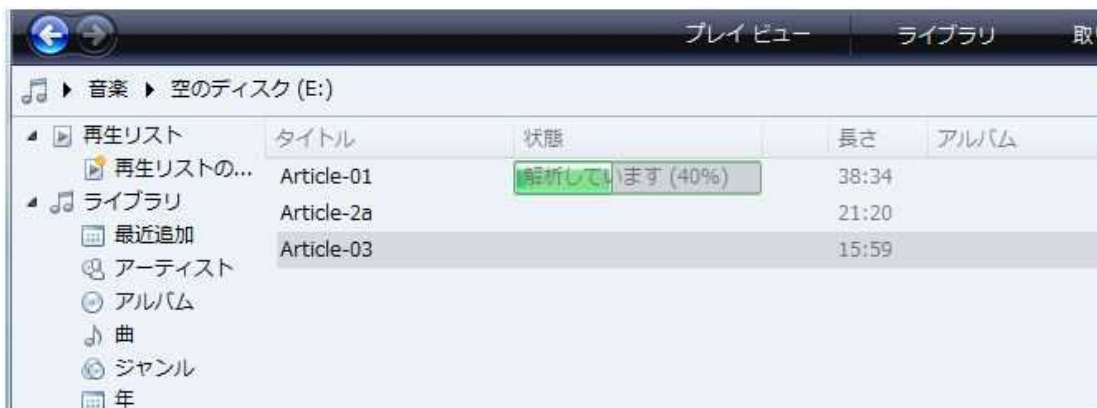 プレイ ビュー ライブラリ 取
音楽 空のディスク (E:)
再生リスト
再生リストの...
ライブラリ
最近追加
アーティスト
アルバム
曲
ジャンル
年
タイトル 状態 長さ アルバム
Article-01 解析しています (40%) 38:34
Article-2a 21:20
Article-03 15:59